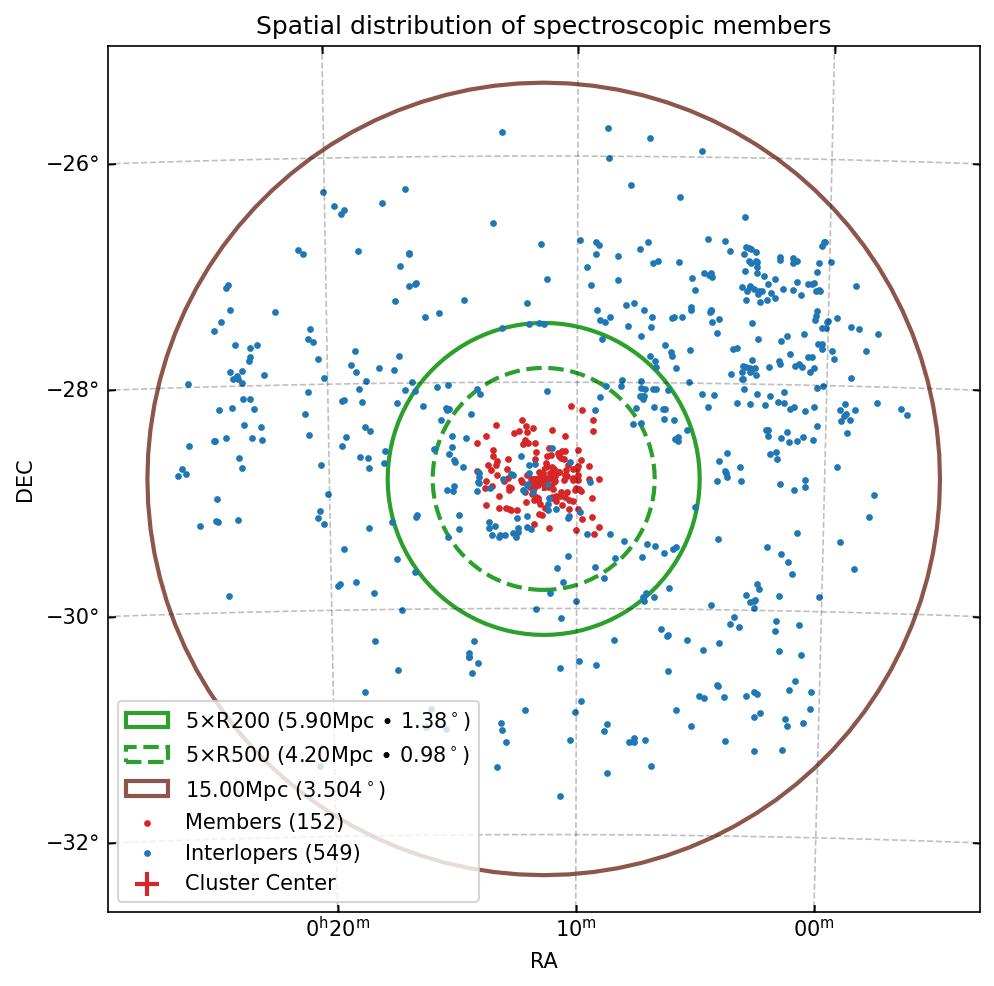 Spatial distribution of spectroscopic members
−26°
−28°
−30°
−32°
DEC
5×R200 (5.90Mpc • 1.38°)
5×R500 (4.20Mpc • 0.98°)
15.00Mpc (3.504°)
Members (152)
Interlopers (549)
Cluster Center
0ʰ20ᵐ 10ᵐ 00ᵐ
RA